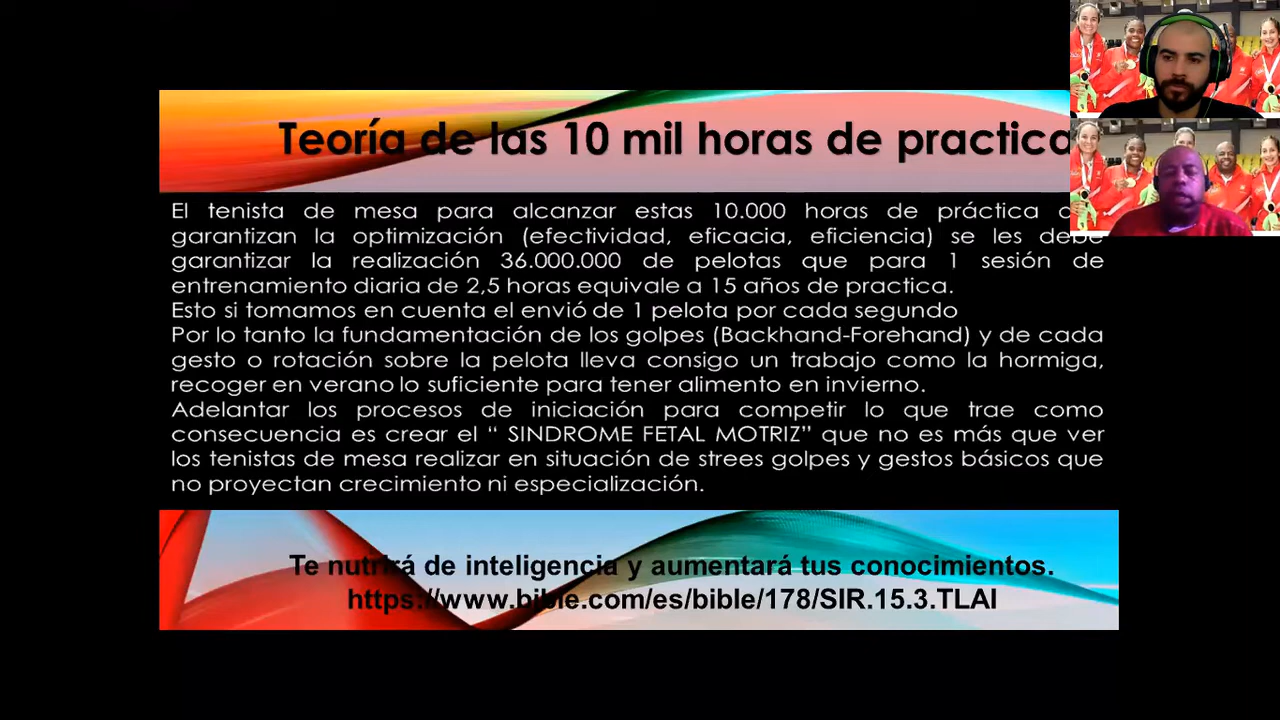 Teoría de las 10 mil horas de practica
El tenista de mesa para alcanzar estas 10.000 horas de práctica
garantizan la optimización (efectividad, eficacia, eficiencia) se les debe
garantizar la realización 36.000.000 de pelotas que para 1 sesión de
entrenamiento diaria de 2,5 horas equivale a 15 años de practica.
Esto si tomamos en cuenta el envió de 1 pelota por cada segundo
Por lo tanto la fundamentación de los golpes (Backhand-Forehand) y de cada
gesto o rotación sobre la pelota lleva consigo un trabajo como la hormiga,
recoger en verano lo suficiente para tener alimento en invierno.
Adelantar los procesos de iniciación para competir lo que trae como
consecuencia es crear el “ SINDROME FETAL MOTRIZ” que no es más que ver
los tenistas de mesa realizar en situación de strees golpes y gestos básicos que
no proyectan crecimiento ni especialización.
Te nutrirá de inteligencia y aumentará tus conocimientos.
https://www.bible.com/es/bible/178/SIR.15.3.TLAI